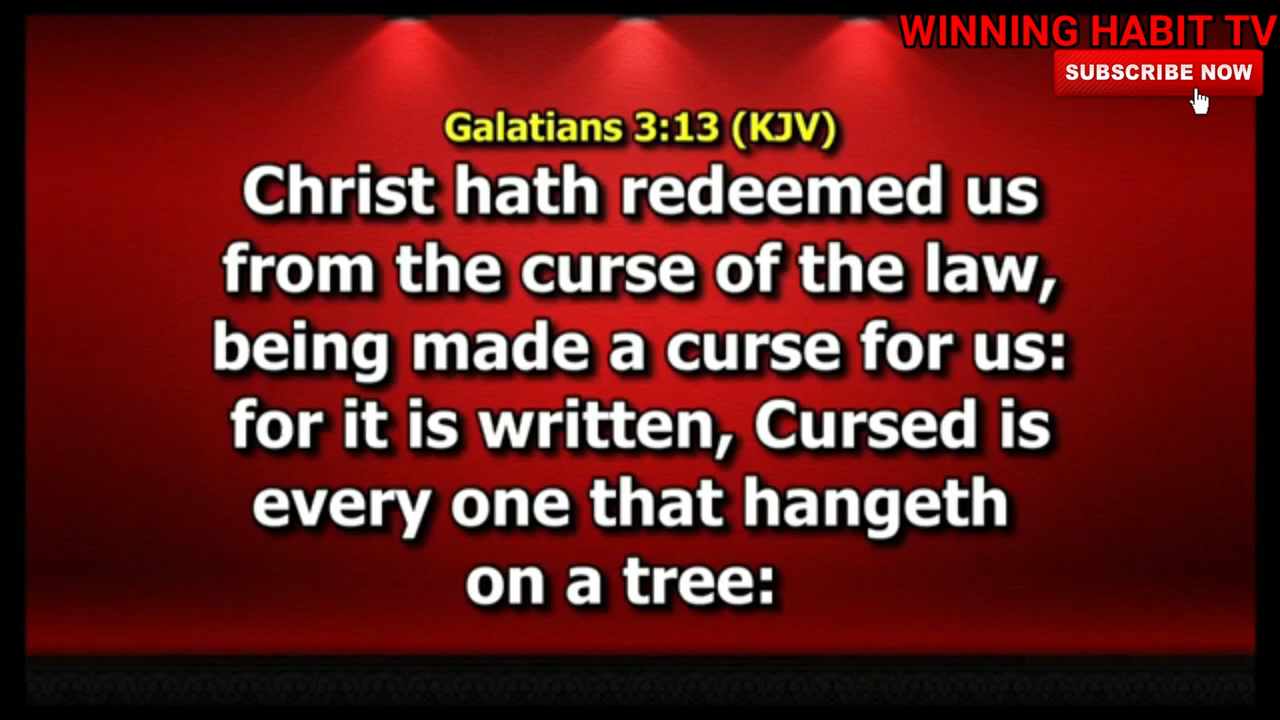 WINNING HABIT TV
SUBSCRIBE NOW
Galatians 3:13 (KJV)
Christ hath redeemed us
from the curse of the law,
being made a curse for us:
for it is written, Cursed is
every one that hangeth
on a tree: